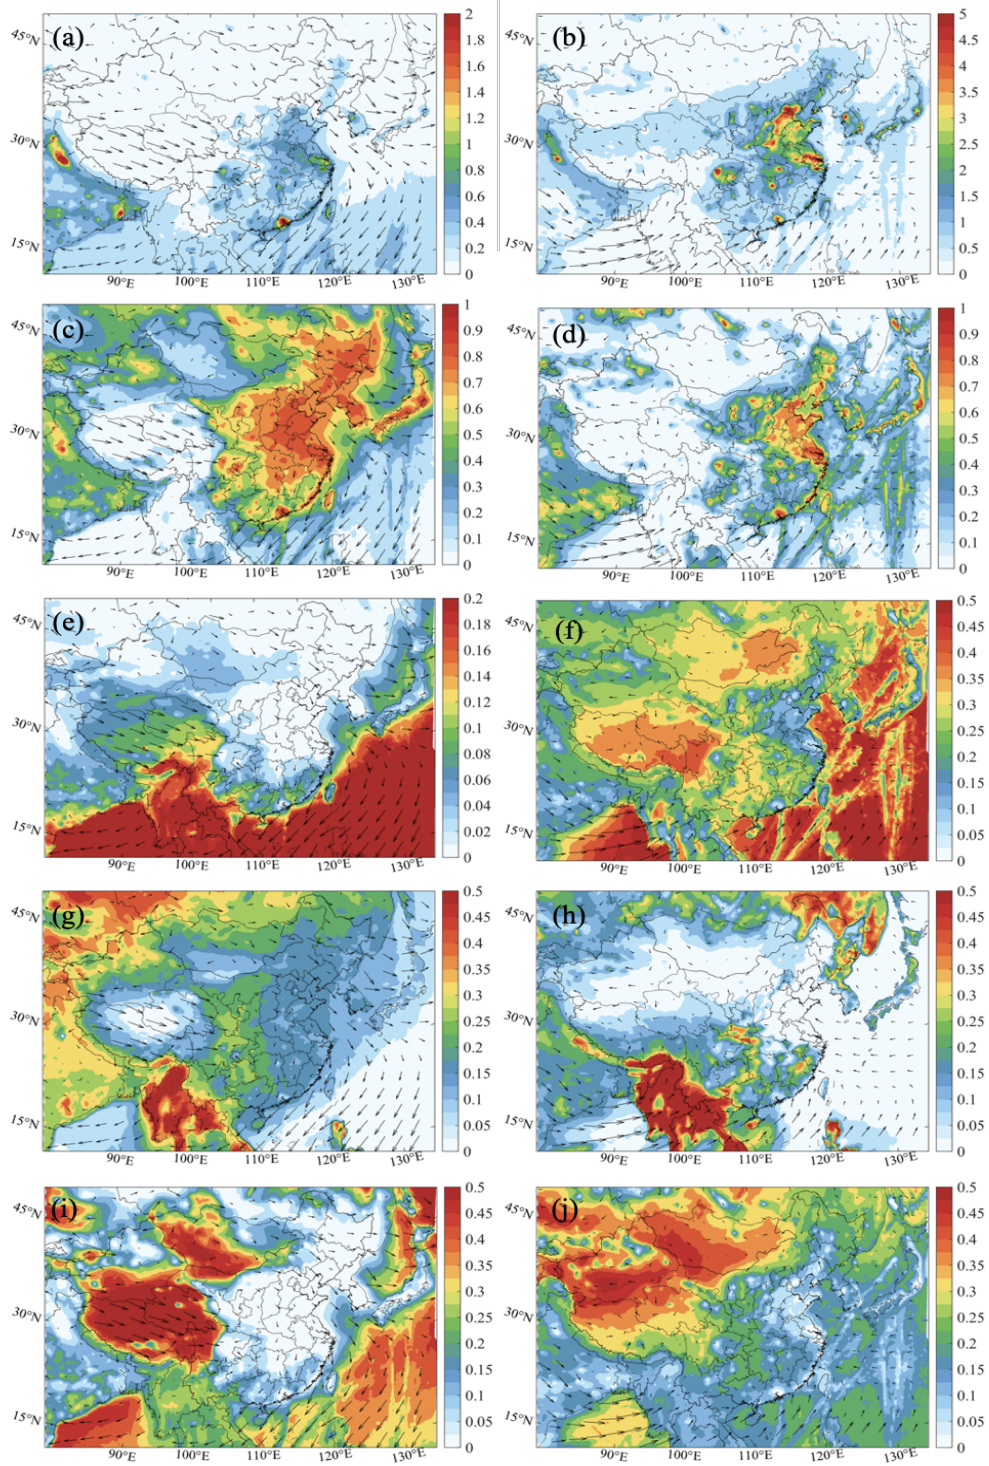 (a) (b)
45°N 30°N 15°N
90°E 100°E 110°E 120°E 130°E
2 1.8 1.6 1.4 1.2 1 0.8 0.6 0.4 0.2 0
45°N 30°N 15°N
90°E 100°E 110°E 120°E 130°E
5 4.5 4 3.5 3 2.5 2 1.5 1 0.5 0
(c) (d)
45°N 30°N 15°N
90°E 100°E 110°E 120°E 130°E
1 0.9 0.8 0.7 0.6 0.5 0.4 0.3 0.2 0.1 0
45°N 30°N 15°N
90°E 100°E 110°E 120°E 130°E
1 0.9 0.8 0.7 0.6 0.5 0.4 0.3 0.2 0.1 0
(e) (f)
45°N 30°N 15°N
90°E 100°E 110°E 120°E 130°E
0.2 0.18 0.16 0.14 0.12 0.1 0.08 0.06 0.04 0.02 0
45°N 30°N 15°N
90°E 100°E 110°E 120°E 130°E
0.5 0.45 0.4 0.35 0.3 0.25 0.2 0.15 0.1 0.05 0
(g) (h)
45°N 30°N 15°N
90°E 100°E 110°E 120°E 130°E
0.5 0.45 0.4 0.35 0.3 0.25 0.2 0.15 0.1 0.05 0
45°N 30°N 15°N
90°E 100°E 110°E 120°E 130°E
0.5 0.45 0.4 0.35 0.3 0.25 0.2 0.15 0.1 0.05 0
(i) (j)
45°N 30°N 15°N
90°E 100°E 110°E 120°E 130°E
0.5 0.45 0.4 0.35 0.3 0.25 0.2 0.15 0.1 0.05 0
45°N 30°N 15°N
90°E 100°E 110°E 120°E 130°E
0.5 0.45 0.4 0.35 0.3 0.25 0.2 0.15 0.1 0.05 0